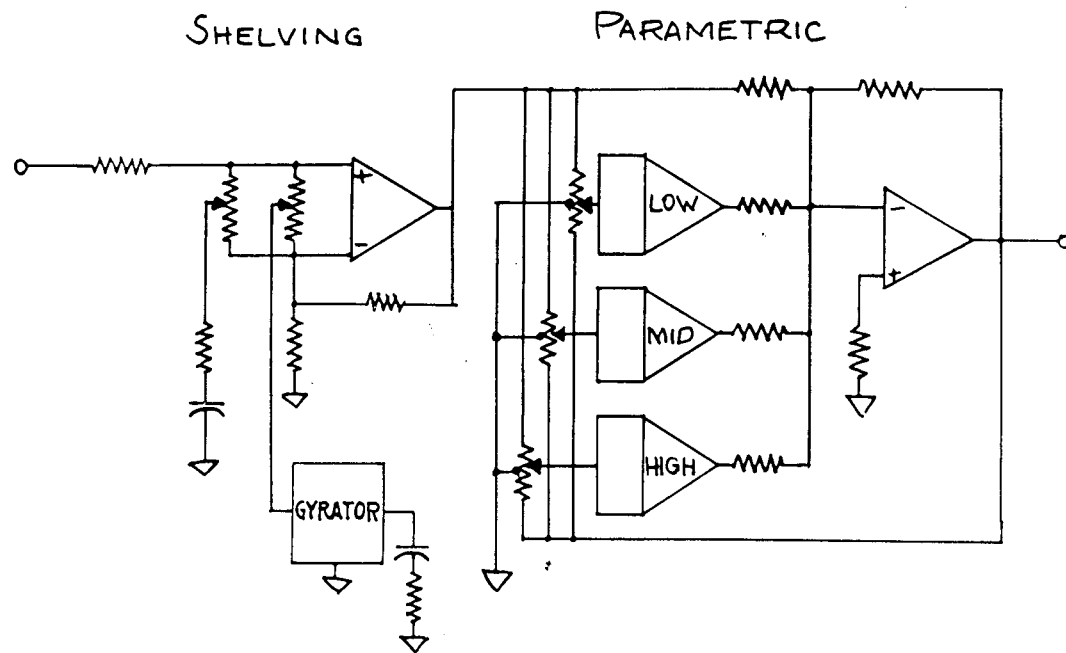 SHELVING
PARAMETRIC
+
-
LOW
-
+
MID
HIGH
GYRATOR